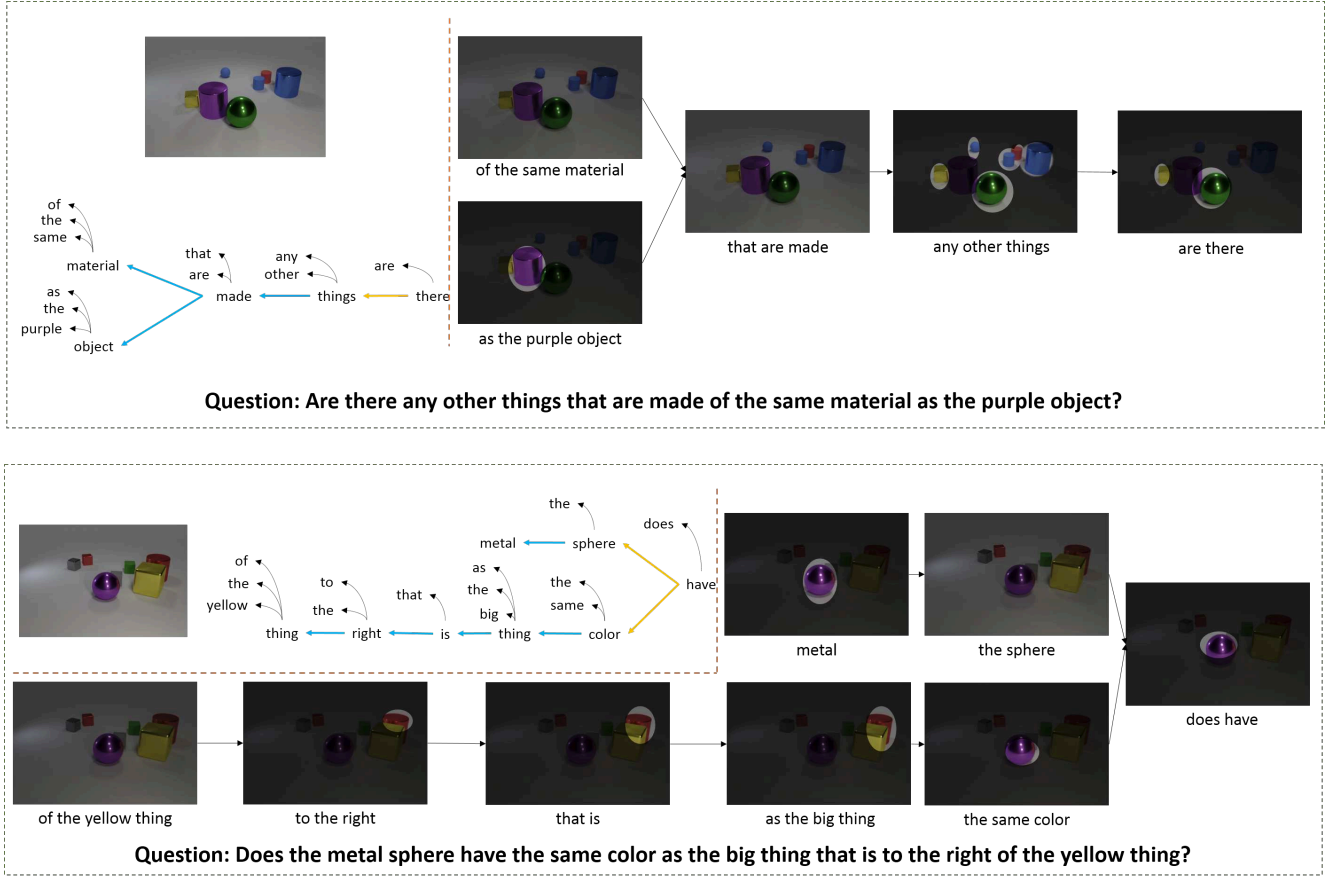 of
the
same
material
as
the
purple
object
that
are
made
any
other
things
are
there
of the same material
as the purple object
that are made
any other things
are there
Question: Are there any other things that are made of the same material as the purple object?
the
metal
sphere
does
have
of
the
yellow
thing
to
the
right
that
is
as
the
big
thing
the
same
color
metal
the sphere
does have
of the yellow thing
to the right
that is
as the big thing
the same color
Question: Does the metal sphere have the same color as the big thing that is to the right of the yellow thing?